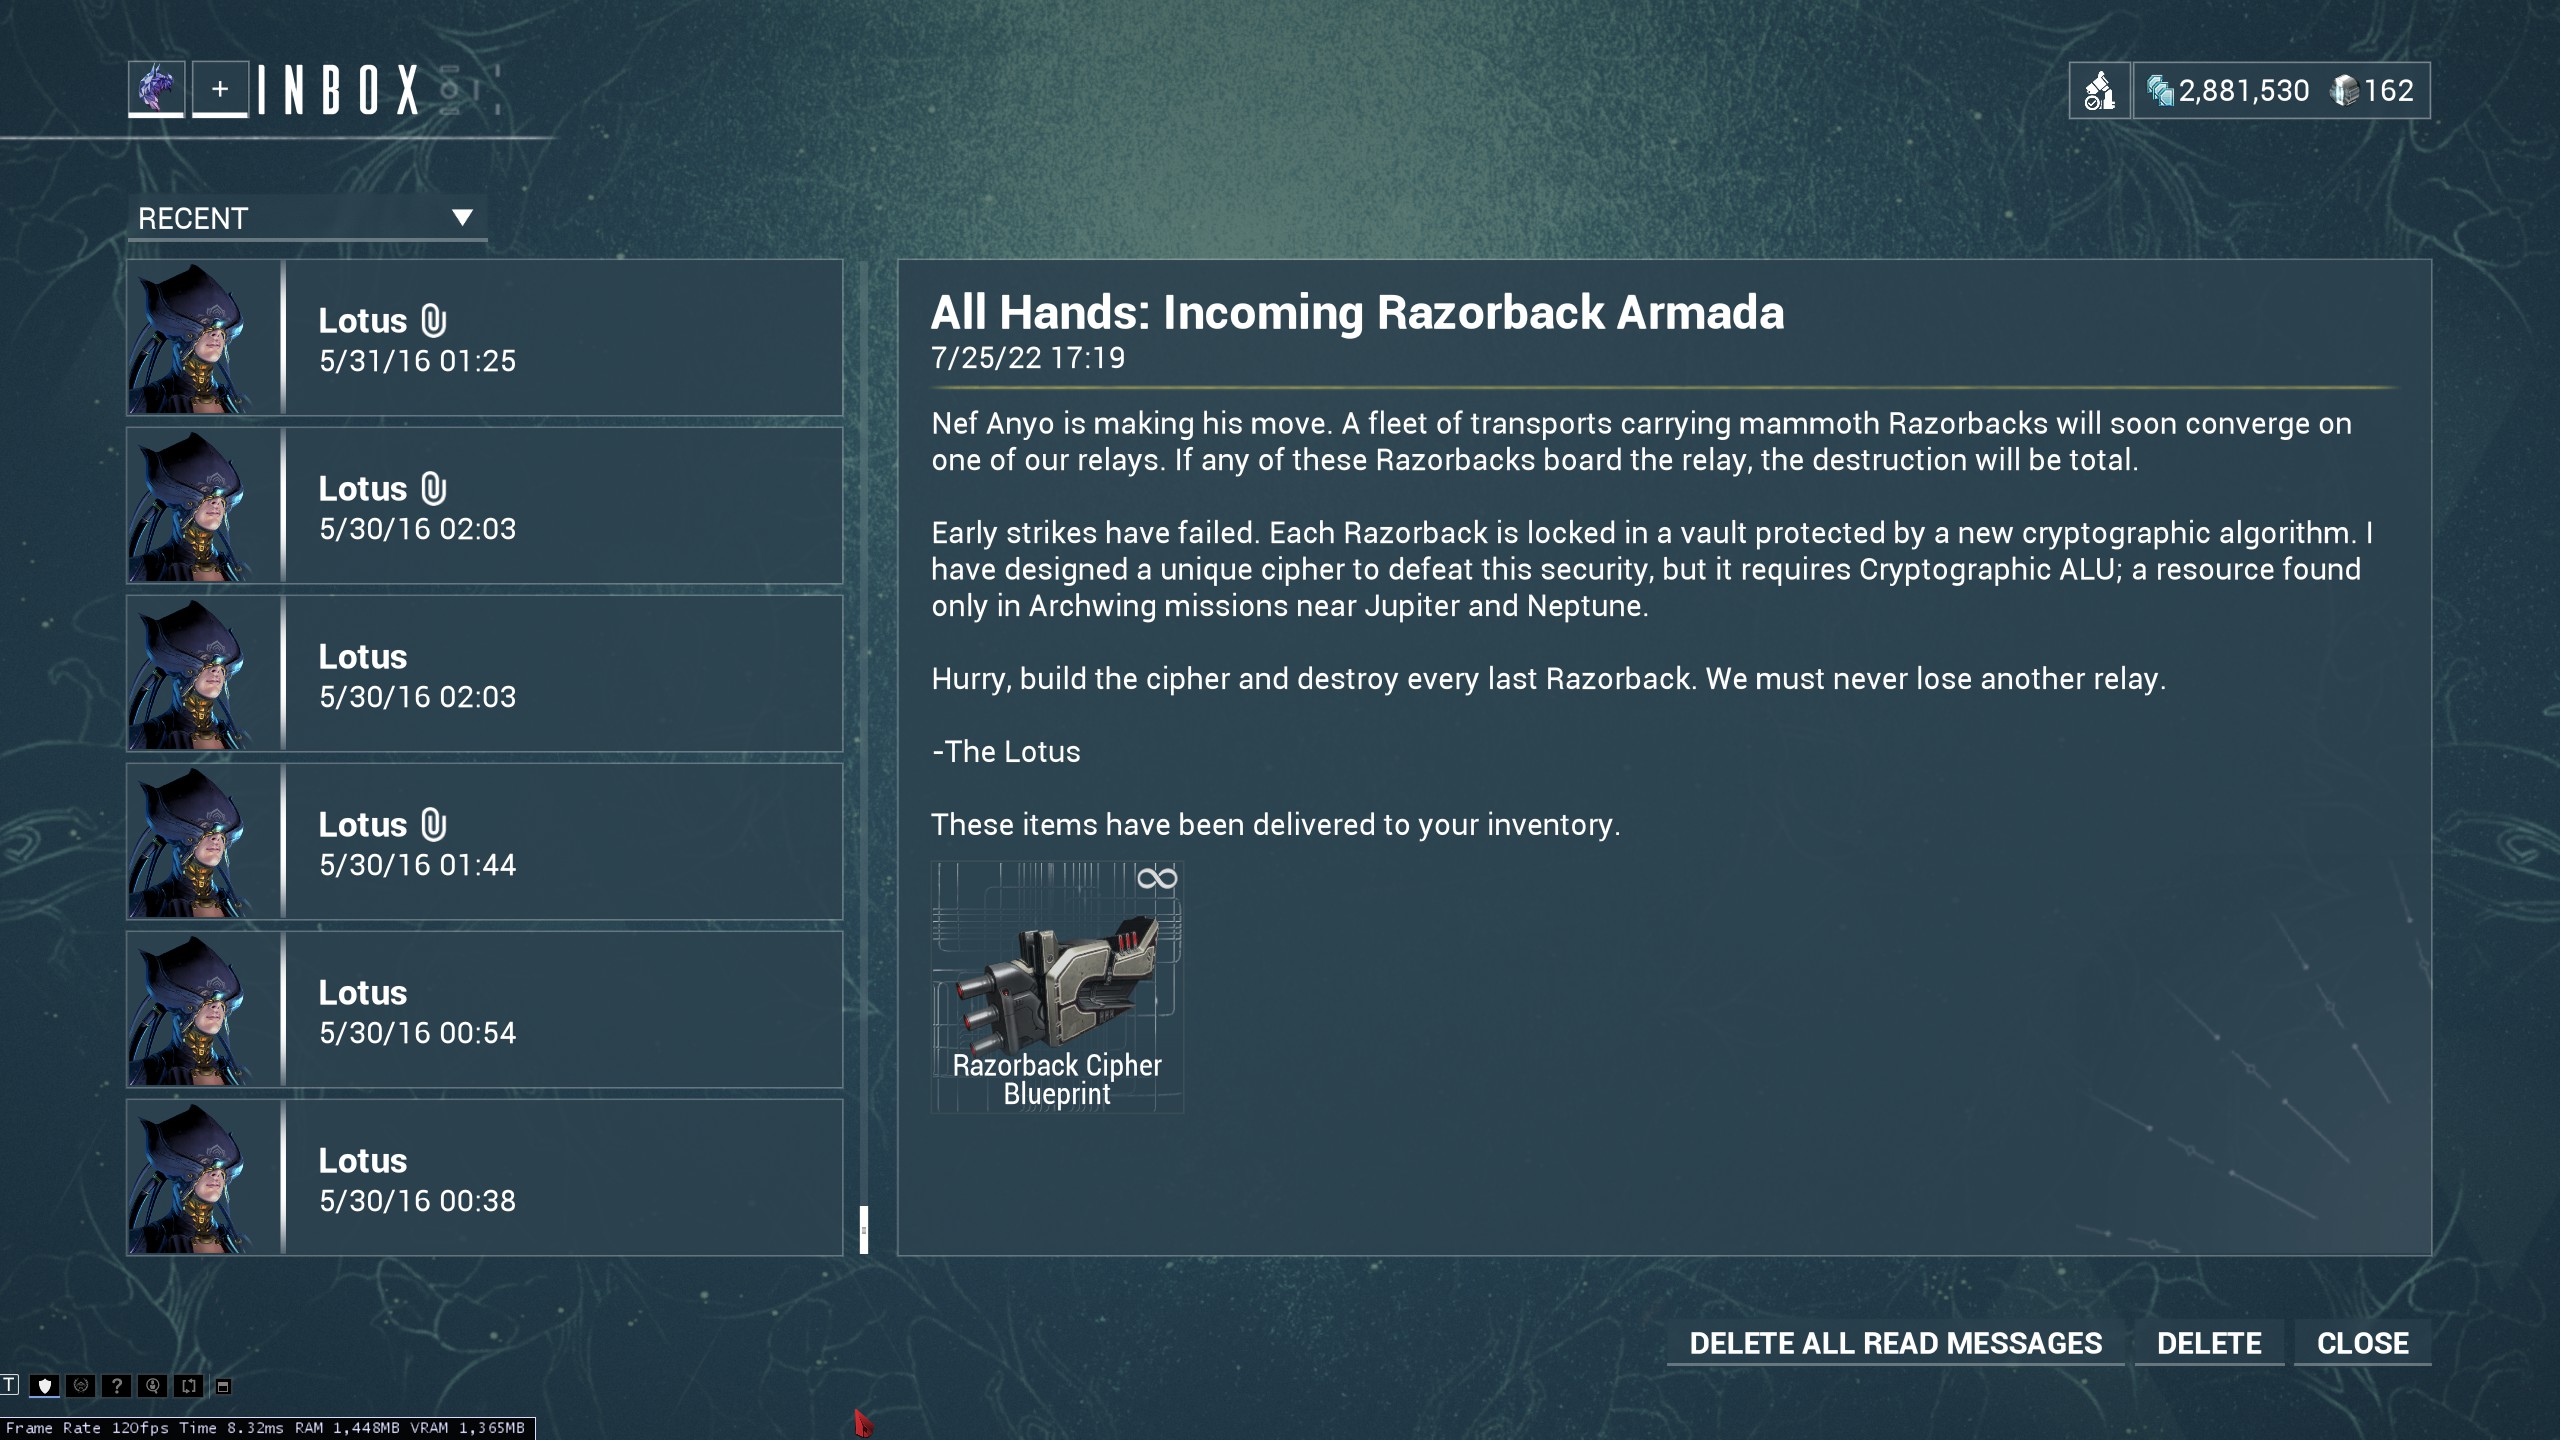 INBOX
2,881,530 162
RECENT
Lotus
5/31/16 01:25
Lotus
5/30/16 02:03
Lotus
5/30/16 02:03
Lotus
5/30/16 01:44
Lotus
5/30/16 00:54
Lotus
5/30/16 00:38
All Hands: Incoming Razorback Armada
7/25/22 17:19
Nef Anyo is making his move. A fleet of transports carrying mammoth Razorbacks will soon converge on
one of our relays. If any of these Razorbacks board the relay, the destruction will be total.
Early strikes have failed. Each Razorback is locked in a vault protected by a new cryptographic algorithm. I
have designed a unique cipher to defeat this security, but it requires Cryptographic ALU; a resource found
only in Archwing missions near Jupiter and Neptune.
Hurry, build the cipher and destroy every last Razorback. We must never lose another relay.
-The Lotus
These items have been delivered to your inventory.
∞
Razorback Cipher
Blueprint
DELETE ALL READ MESSAGES DELETE CLOSE
T ?
Frame Rate 120fps Time 8.32ms RAM 1,448MB VRAM 1,365MB